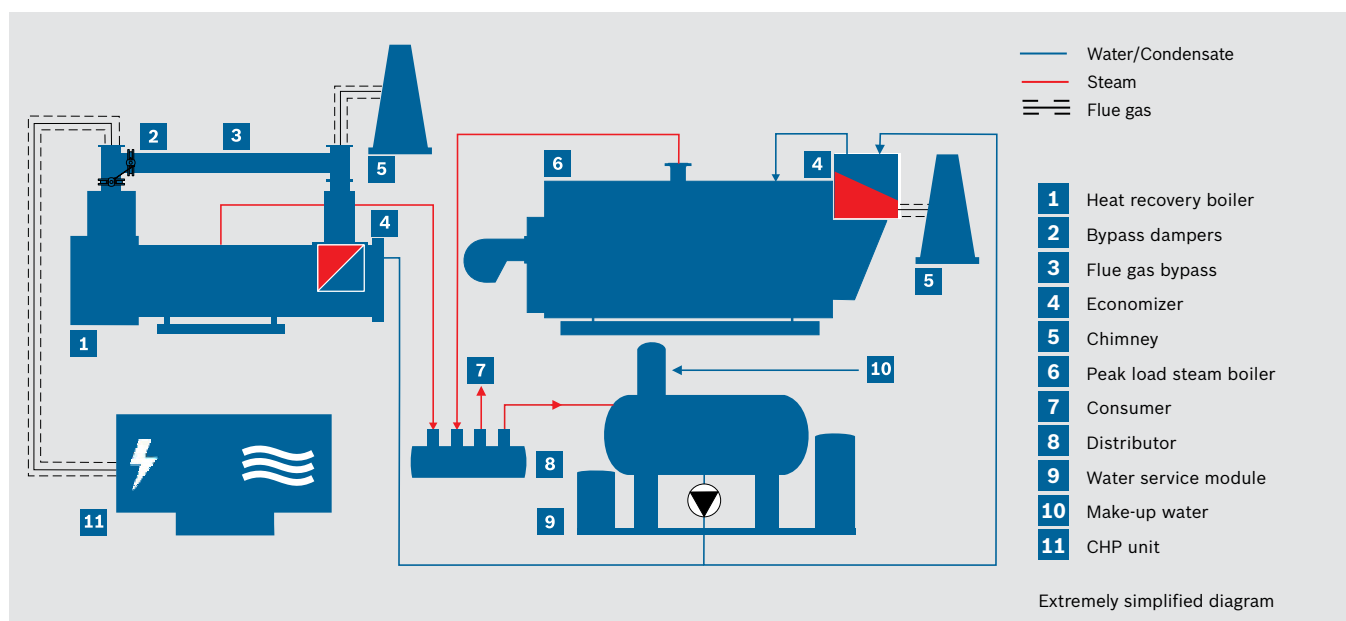 Water/Condensate
Steam
Flue gas
2
3
5
6
4
4
5
1
7
10
8
9
11
1 Heat recovery boiler
2 Bypass dampers
3 Flue gas bypass
4 Economizer
5 Chimney
6 Peak load steam boiler
7 Consumer
8 Distributor
9 Water service module
10 Make-up water
11 CHP unit
Extremely simplified diagram